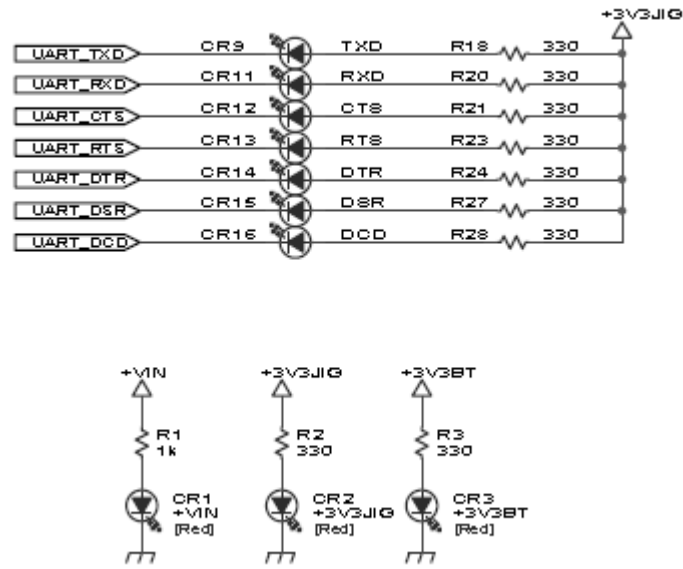 +3V3JIG
UART_TXD CR9 TXD R18 330
UART_RXD CR11 RXD R20 330
UART_CTS CR12 CTS R21 330
UART_RTS CR13 RTS R23 330
UART_DTR CR14 DTR R24 330
UART_DSR CR15 DSR R27 330
UART_DCD CR16 DCD R28 330
+VIN +3V3JIG +3V3BT
R1 R2 R3
1k 330 330
CR1 CR2 CR3
+VIN +3V3JIG +3V3BT
[Red] [Red] [Red]